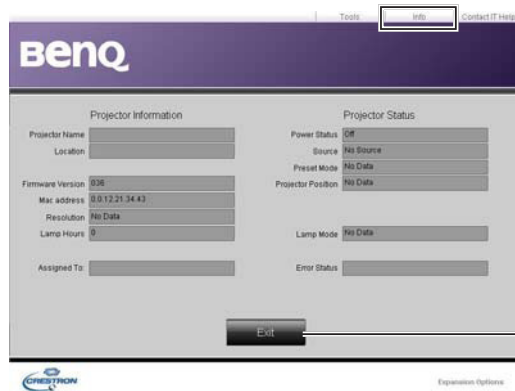 Tools Info Contact IT Help
BenQ
Projector Information
Projector Name
Location
Firmware Version 036
Mac address 0.0.12.21.34.43
Resolution No Data
Lamp Hours 0
Assigned To:
Projector Status
Power Status Off
Source No Source
Preset Mode No Data
Projector Position No Data
Lamp Mode No Data
Error Status
Exit
CRESTRON
Expansion Options